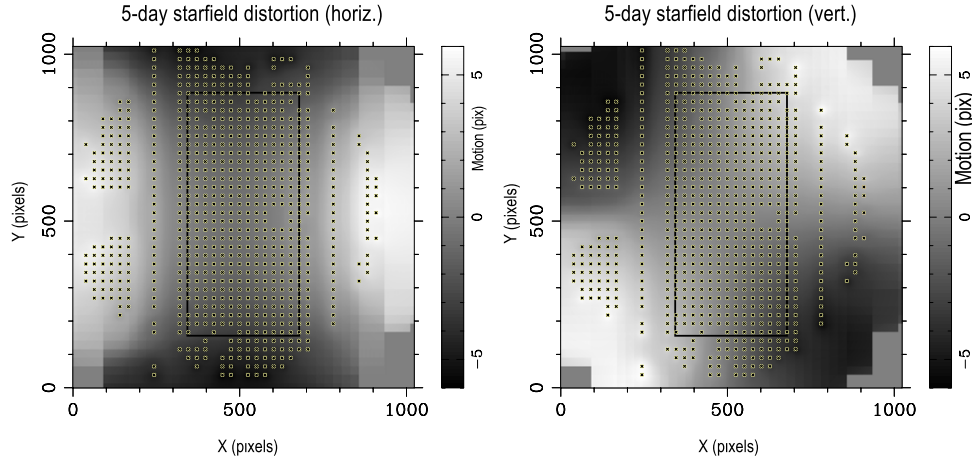 5-day starfield distortion (horiz.)
5-day starfield distortion (vert.)
1000
500
0
0 500 1000
Y (pixels)
X (pixels)
5
0
−5
Motion (pix)
1000
500
0
0 500 1000
Y (pixels)
X (pixels)
5
0
−5
Motion (pix)